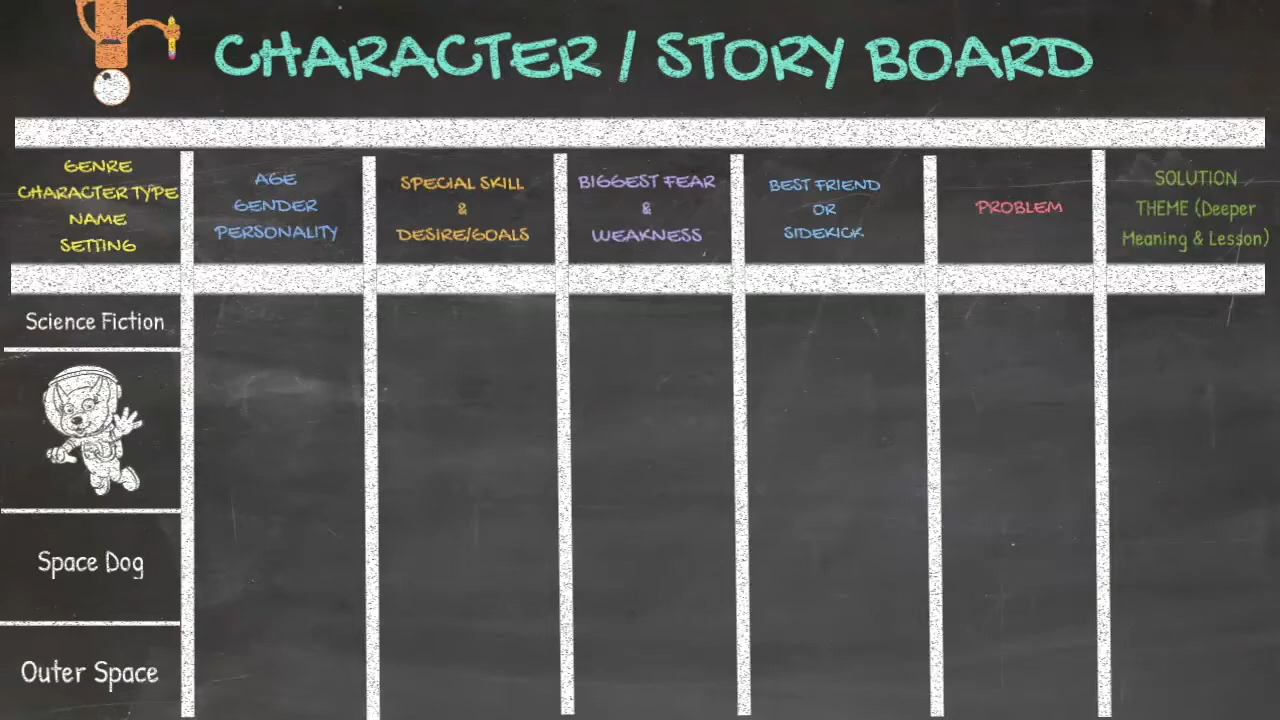 CHARACTER / STORY BOARD
GENRE
CHARACTER TYPE
NAME
SETTING
AGE
GENDER
PERSONALITY
SPECIAL SKILL
&
DESIRE/GOALS
BIGGEST FEAR
&
WEAKNESS
BEST FRIEND
OR
SIDEKICK
PROBLEM
SOLUTION
THEME (Deeper
Meaning & Lesson)
Science Fiction
Space Dog
Outer Space